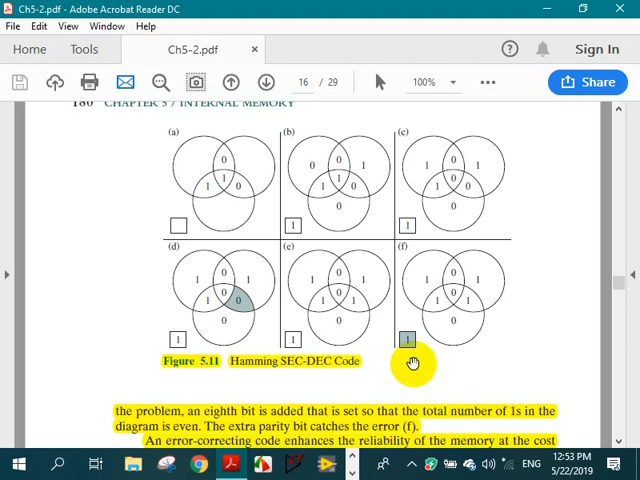 Ch5-2.pdf - Adobe Acrobat Reader DC
File Edit View Window Help
Home Tools Ch5-2.pdf × ? Sign In
16 / 29 100% Share
180 CHAPTER 5 / INTERNAL MEMORY
(a) (b) (c)
0 0 1 0 1 1 0 1
1 1 0 1 1 0 0 1 0 0 0
1 1
(d) (e) (f)
1 0 1 1 0 1 1 0 1
1 0 0 0 1 0 1 0 1 0 1 0
1 1 1
Figure 5.11 Hamming SEC-DEC Code
the problem, an eighth bit is added that is set so that the total number of 1s in the
diagram is even. The extra parity bit catches the error (f).
An error-correcting code enhances the reliability of the memory at the cost
ENG 12:53 PM
5/22/2019